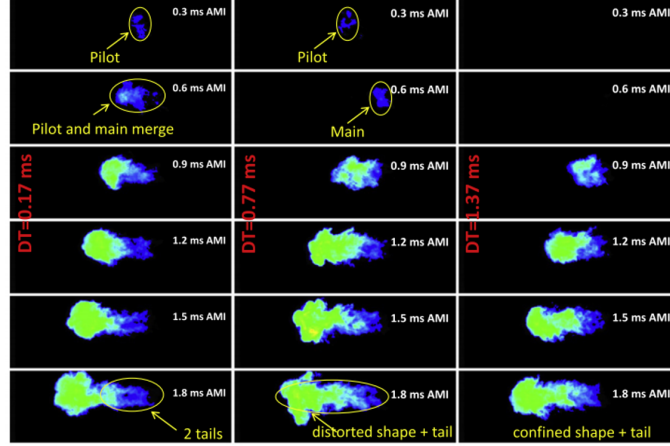 0.3 ms AMI
0.3 ms AMI
0.3 ms AMI
Pilot
Pilot
0.6 ms AMI
0.6 ms AMI
0.6 ms AMI
Pilot and main merge
Main
DT=0.17 ms
DT=0.77 ms
DT=1.37 ms
0.9 ms AMI
0.9 ms AMI
0.9 ms AMI
1.2 ms AMI
1.2 ms AMI
1.2 ms AMI
1.5 ms AMI
1.5 ms AMI
1.5 ms AMI
1.8 ms AMI
1.8 ms AMI
1.8 ms AMI
2 tails
distorted shape + tail
confined shape + tail